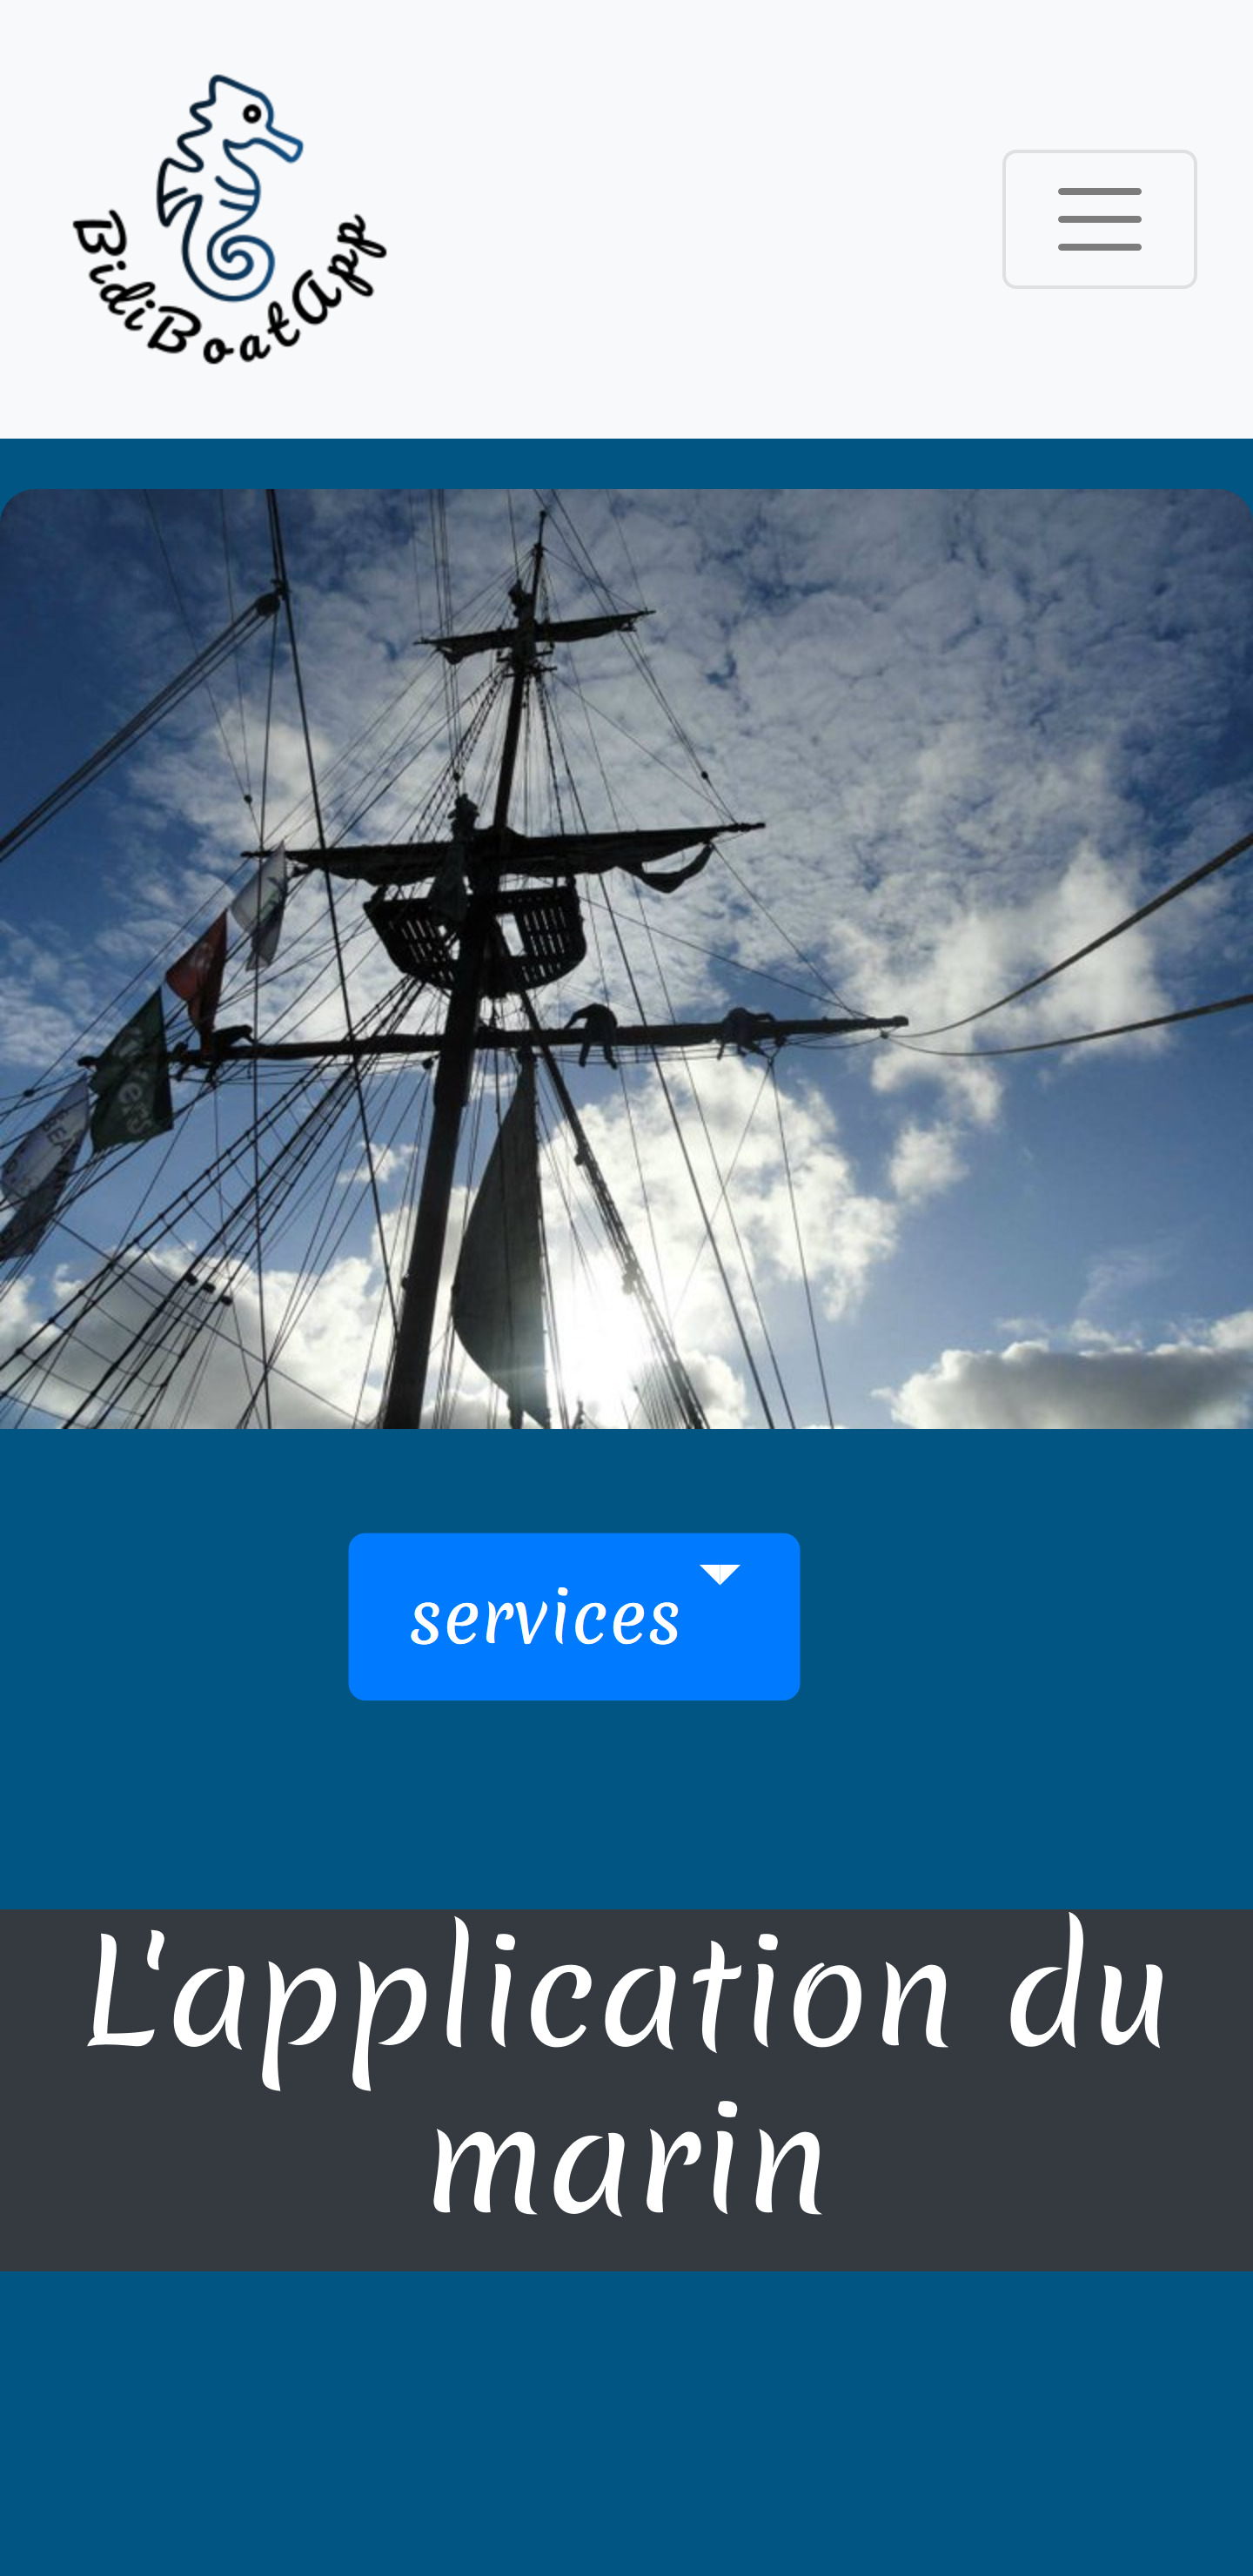 BidiBoatApp
services
L'application du
marin